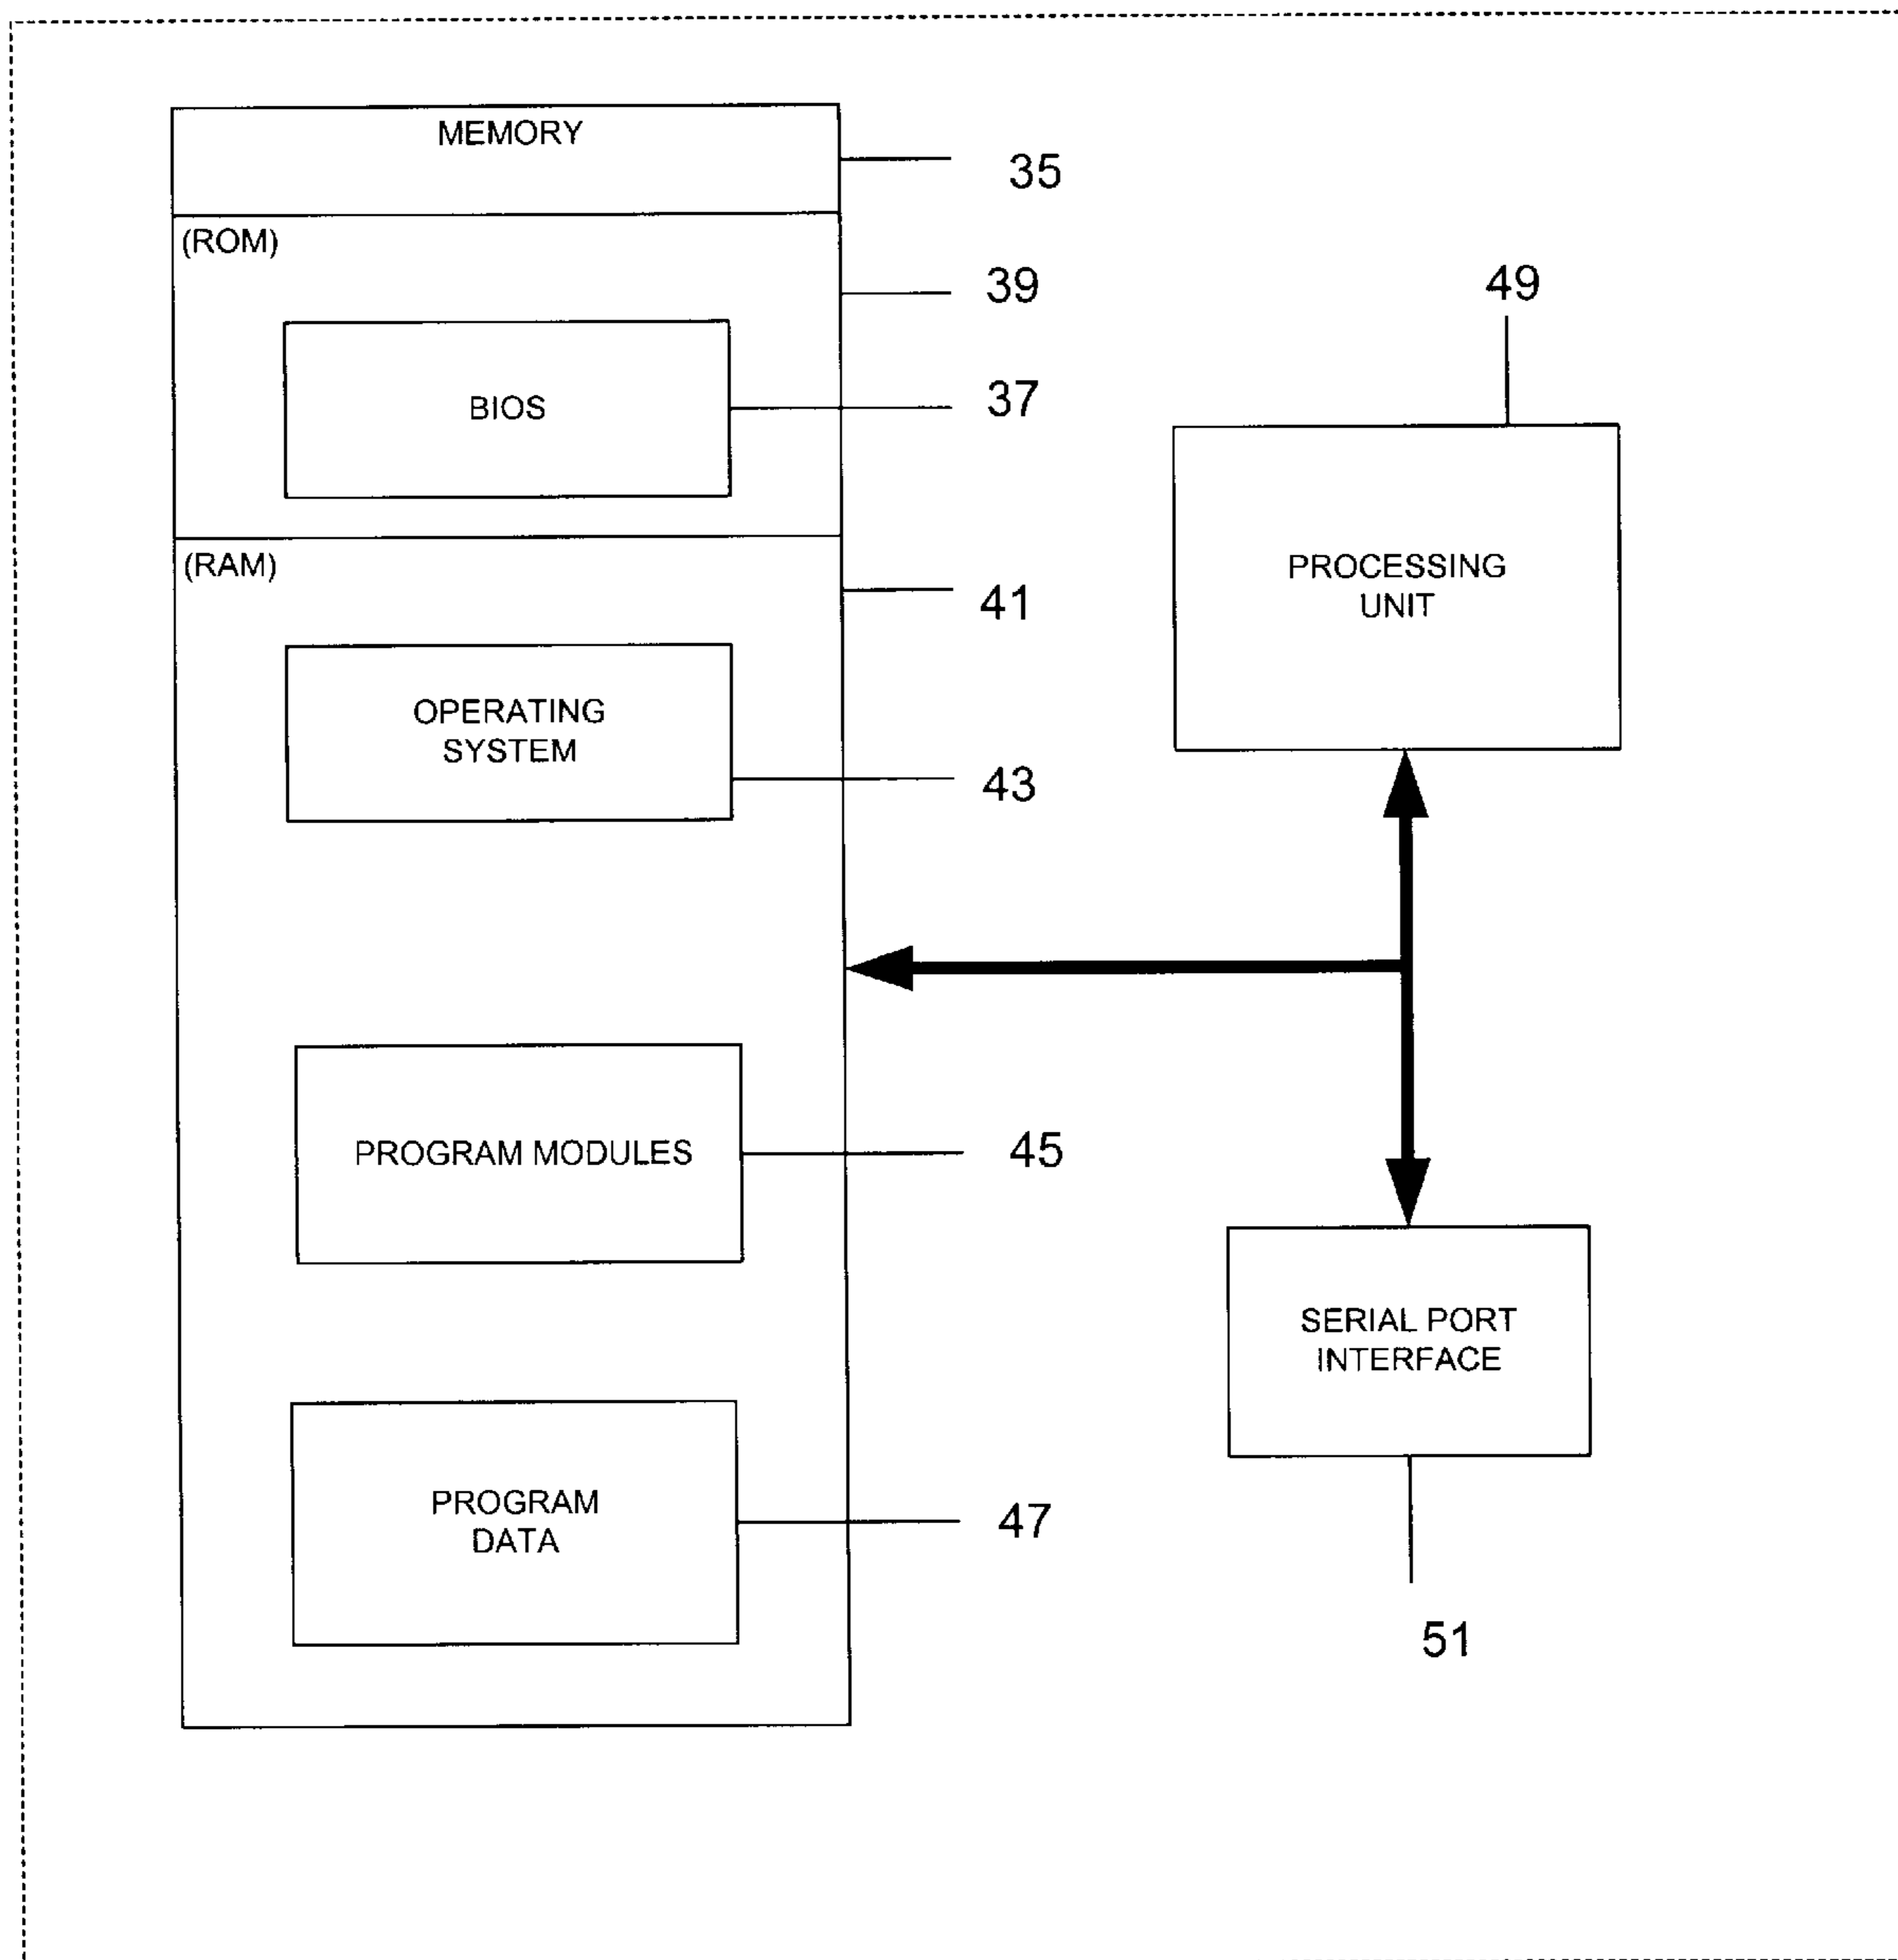 MEMORY
35
(ROM)
39
BIOS
37
(RAM)
41
OPERATING
SYSTEM
43
PROGRAM MODULES
45
PROGRAM
DATA
47
49
PROCESSING
UNIT
SERIAL PORT
INTERFACE
51